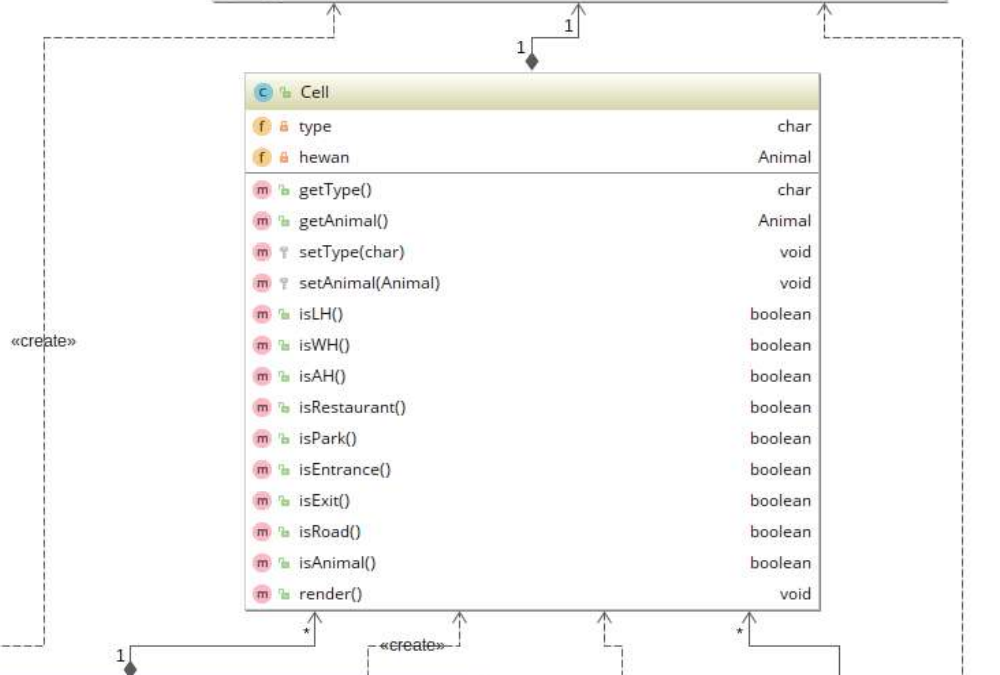 1
1
C Cell
f type char
f hewan Animal
m getType() char
m getAnimal() Animal
m setType(char) void
m setAnimal(Animal) void
m isLH() boolean
«create»
m isWH() boolean
m isAH() boolean
m isRestaurant() boolean
m isPark() boolean
m isEntrance() boolean
m isExit() boolean
m isRoad() boolean
m isAnimal() boolean
m render() void
* *
«create»
1